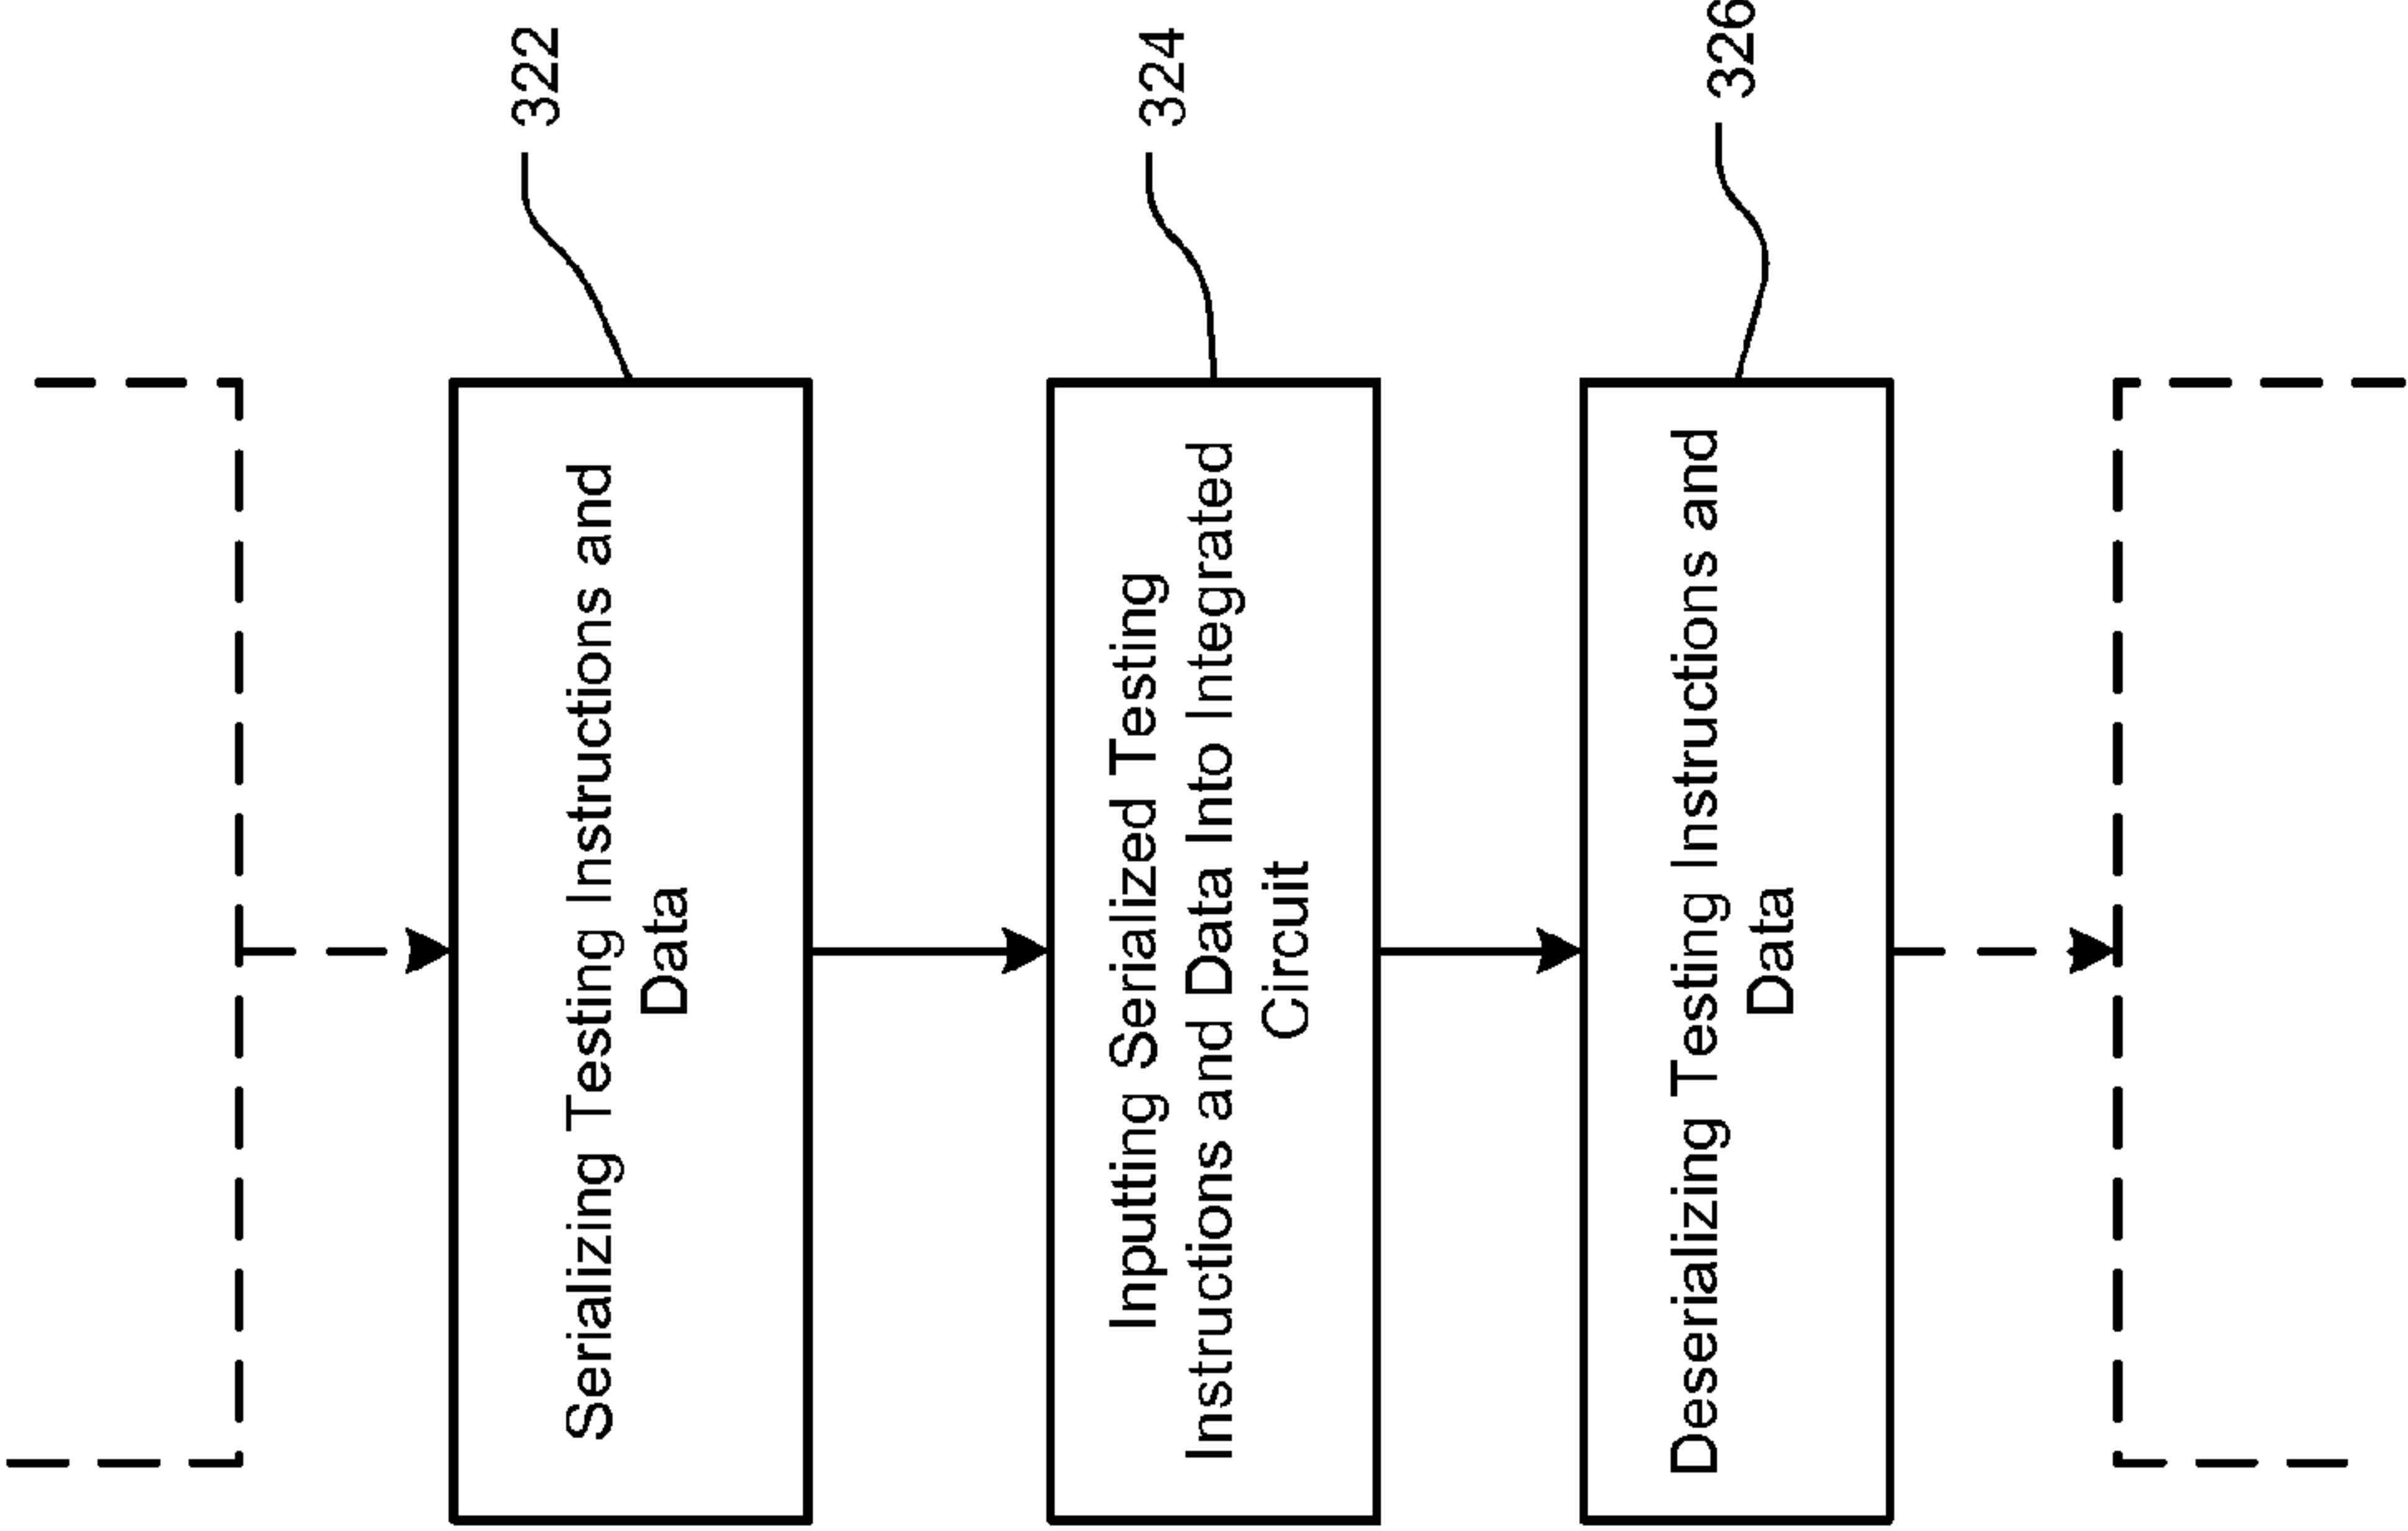 Serializing Testing Instructions and
Data
322
Inputting Serialized Testing
Instructions and Data Into Integrated
Circuit
324
Deserializing Testing Instructions and
Data
326